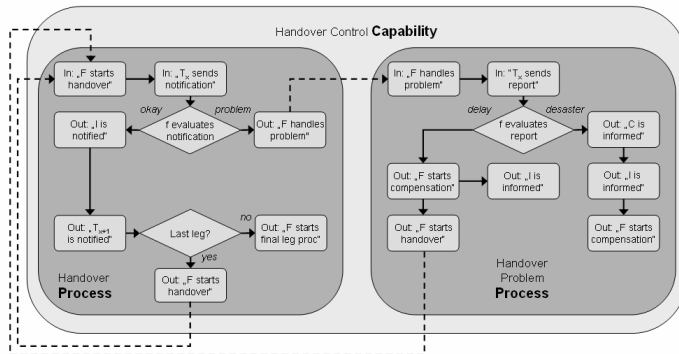 Handover Control Capability
In: „F starts
handover"
In: „Tx sends
notification"
okay
problem
Out: „I is
notified"
f evaluates
notification
Out: „F handles
problem"
Out: „Tx+1
is notified"
Last leg?
no
Out: „F starts
final leg proc"
yes
Out: „F starts
handover"
Handover
Process
In: „F handles
problem"
In: "Tx sends
report"
delay
desaster
f evaluates
report
Out: „C is
informed"
Out: „F starts
compensation"
Out: „I is
informed"
Out: „I is
informed"
Out: „F starts
handover"
Out: „F starts
compensation"
Handover
Problem
Process